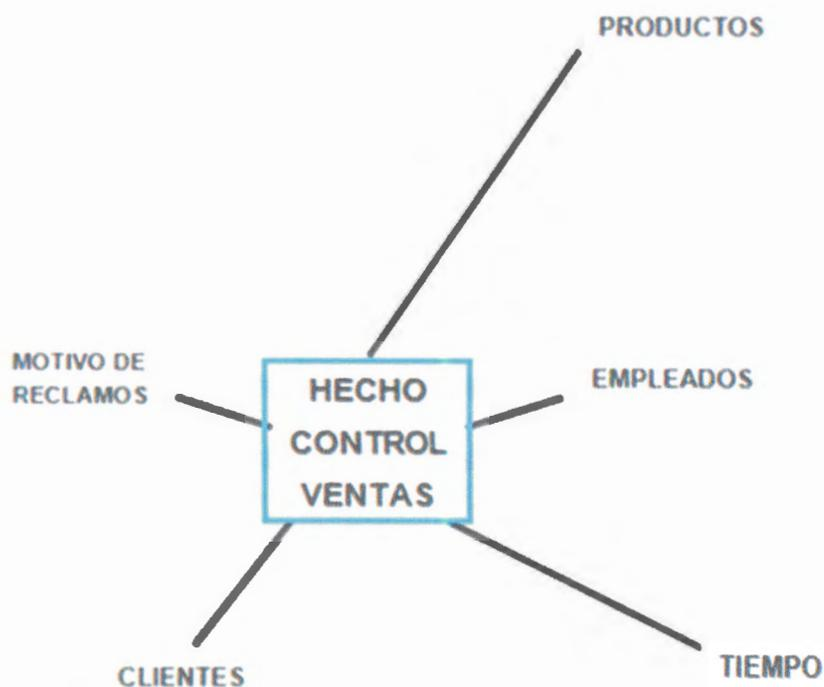 PRODUCTOS
MOTIVO DE
RECLAMOS
HECHO
CONTROL
VENTAS
EMPLEADOS
CLIENTES
TIEMPO